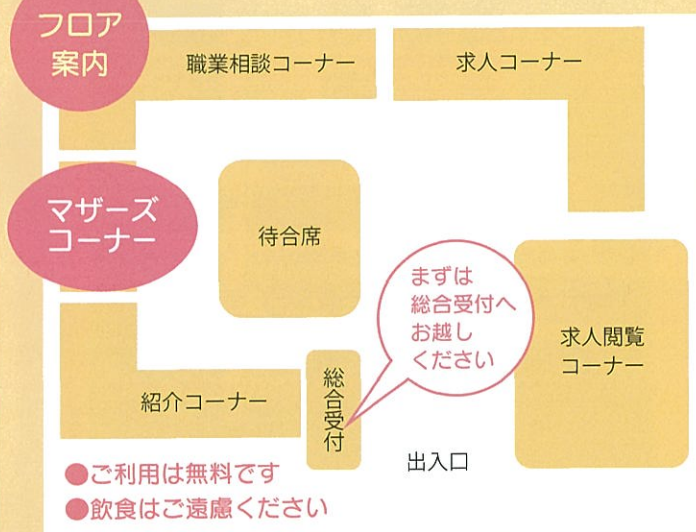 フロア
案内
職業相談コーナー
求人コーナー
マザーズ
コーナー
待合席
まずは
総合受付へ
お越し
ください
求人閲覧
コーナー
紹介コーナー
総合受付
出入口
●ご利用は無料です
●飲食はご遠慮ください